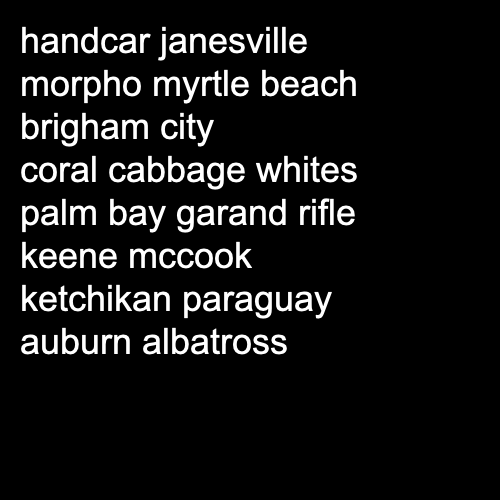 handcar janesville
morpho myrtle beach
brigham city
coral cabbage whites
palm bay garand rifle
keene mccook
ketchikan paraguay
auburn albatross